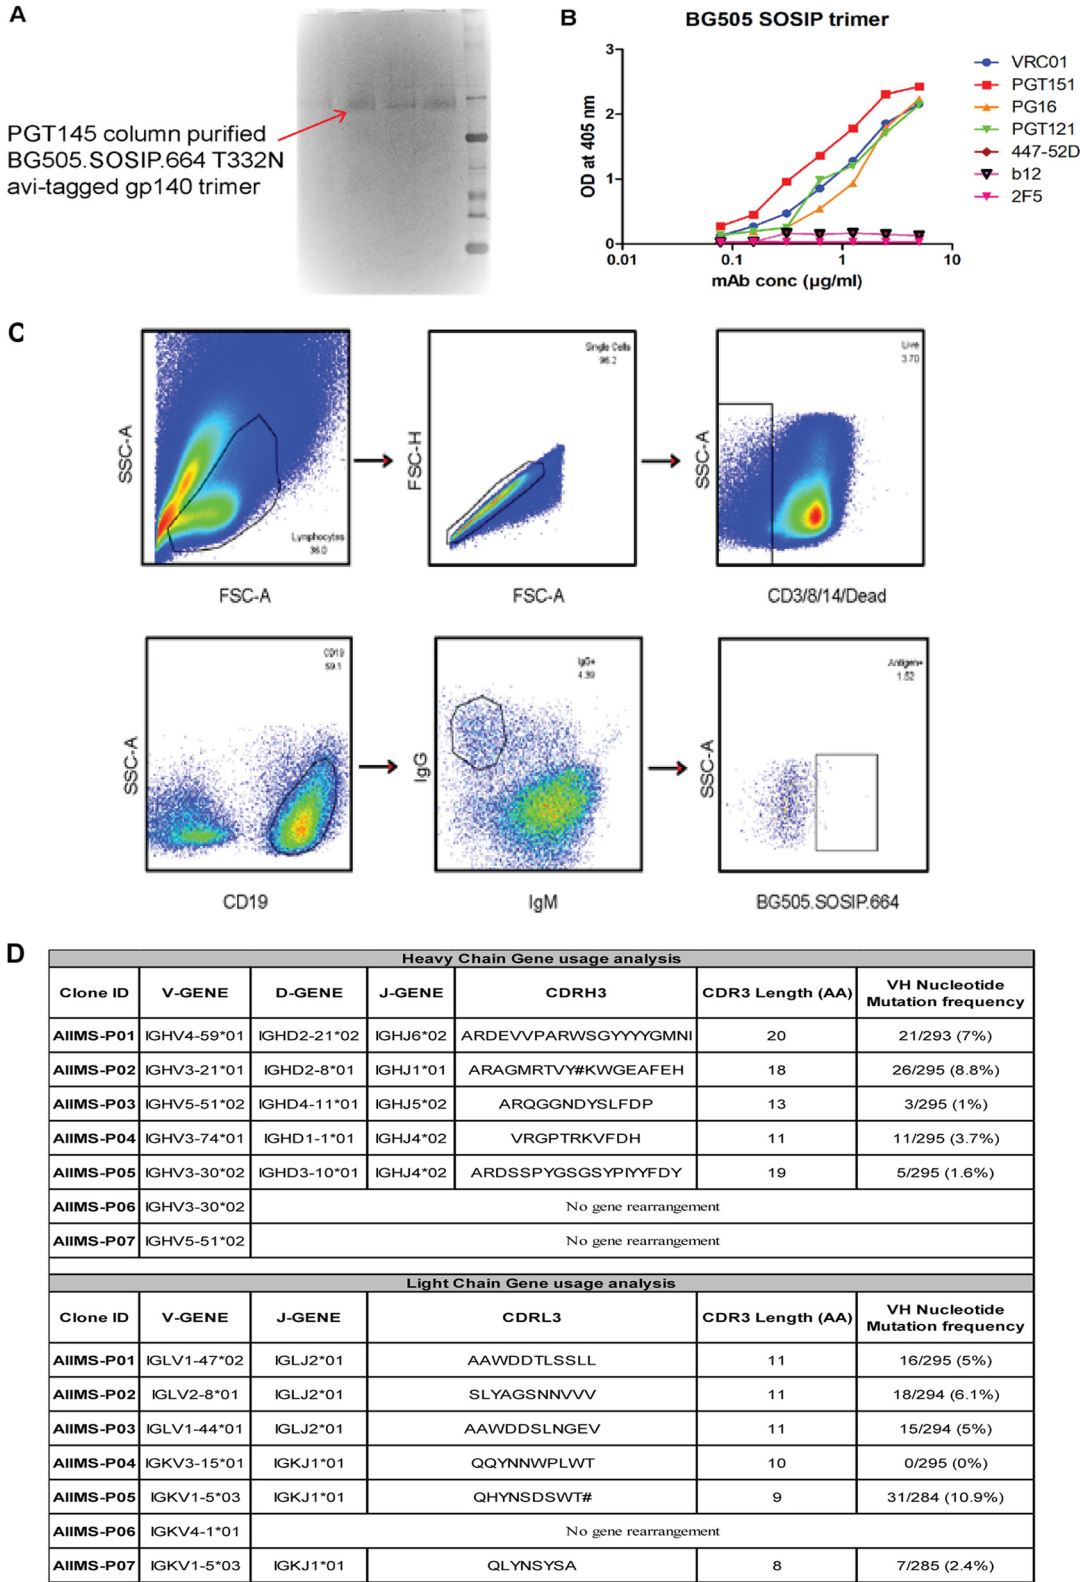 A
PGT145 column purified
BG505.SOSIP.664 T332N
avi-tagged gp140 trimer
B
BG505 SOSIP trimer
OD at 405 nm
3
2
1
0
0.01
0.1
1
10
mAb conc (µg/ml)
VRC01
PGT151
PG16
PGT121
447-52D
b12
2F5
C
SSC-A
Lymphocytes
36.0
FSC-A
FSC-H
Single Cells
96.2
FSC-A
SSC-A
Live
3.70
CD3/8/14/Dead
SSC-A
CD19
59.1
CD19
IgG
IgG+
4.39
IgM
SSC-A
Antigen+
1.52
BG505.SOSIP.664
D
Heavy Chain Gene usage analysis
Clone ID V-GENE D-GENE J-GENE CDRH3 CDR3 Length (AA) VH Nucleotide Mutation frequency
AIIMS-P01 IGHV4-59*01 IGHD2-21*02 IGHJ6*02 ARDEVVPARWSGYYYYGMNI 20 21/293 (7%)
AIIMS-P02 IGHV3-21*01 IGHD2-8*01 IGHJ1*01 ARAGMRTVY#KWGEAFEH 18 26/295 (8.8%)
AIIMS-P03 IGHV5-51*02 IGHD4-11*01 IGHJ5*02 ARQGGNDYSLFDP 13 3/295 (1%)
AIIMS-P04 IGHV3-74*01 IGHD1-1*01 IGHJ4*02 VRGPTRKVFDH 11 11/295 (3.7%)
AIIMS-P05 IGHV3-30*02 IGHD3-10*01 IGHJ4*02 ARDSSPYGSGSYPIYYFDY 19 5/295 (1.6%)
AIIMS-P06 IGHV3-30*02 No gene rearrangement
AIIMS-P07 IGHV5-51*02 No gene rearrangement
Light Chain Gene usage analysis
Clone ID V-GENE J-GENE CDRL3 CDR3 Length (AA) VH Nucleotide Mutation frequency
AIIMS-P01 IGLV1-47*02 IGLJ2*01 AAWDDTLSSLL 11 16/295 (5%)
AIIMS-P02 IGLV2-8*01 IGLJ2*01 SLYAGSNNVVV 11 18/294 (6.1%)
AIIMS-P03 IGLV1-44*01 IGLJ2*01 AAWDDSLNGEV 11 15/294 (5%)
AIIMS-P04 IGKV3-15*01 IGKJ1*01 QQYNNWPLWT 10 0/295 (0%)
AIIMS-P05 IGKV1-5*03 IGKJ1*01 QHYNSDSWT# 9 31/284 (10.9%)
AIIMS-P06 IGKV4-1*01 No gene rearrangement
AIIMS-P07 IGKV1-5*03 IGKJ1*01 QLYNSYSA 8 7/285 (2.4%)